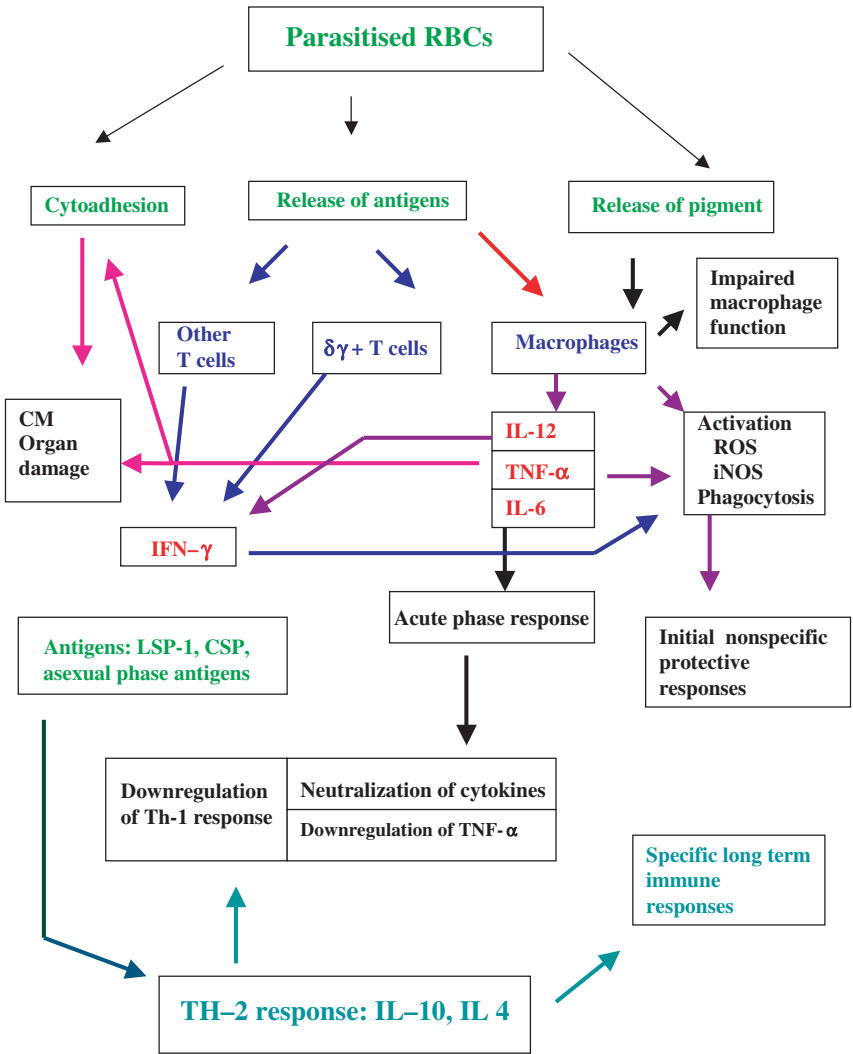 Parasitised RBCs
Cytoadhesion
Release of antigens
Release of pigment
Impaired
macrophage
function
Other
T cells
δγ+ T cells
Macrophages
CM
Organ
damage
IL-12
TNF-α
IL-6
Activation
ROS
iNOS
Phagocytosis
IFN–γ
Acute phase response
Antigens: LSP-1, CSP,
asexual phase antigens
Initial nonspecific
protective
responses
Downregulation
of Th-1 response
Neutralization of cytokines
Downregulation of TNF-α
Specific long term
immune
responses
TH–2 response: IL–10, IL 4